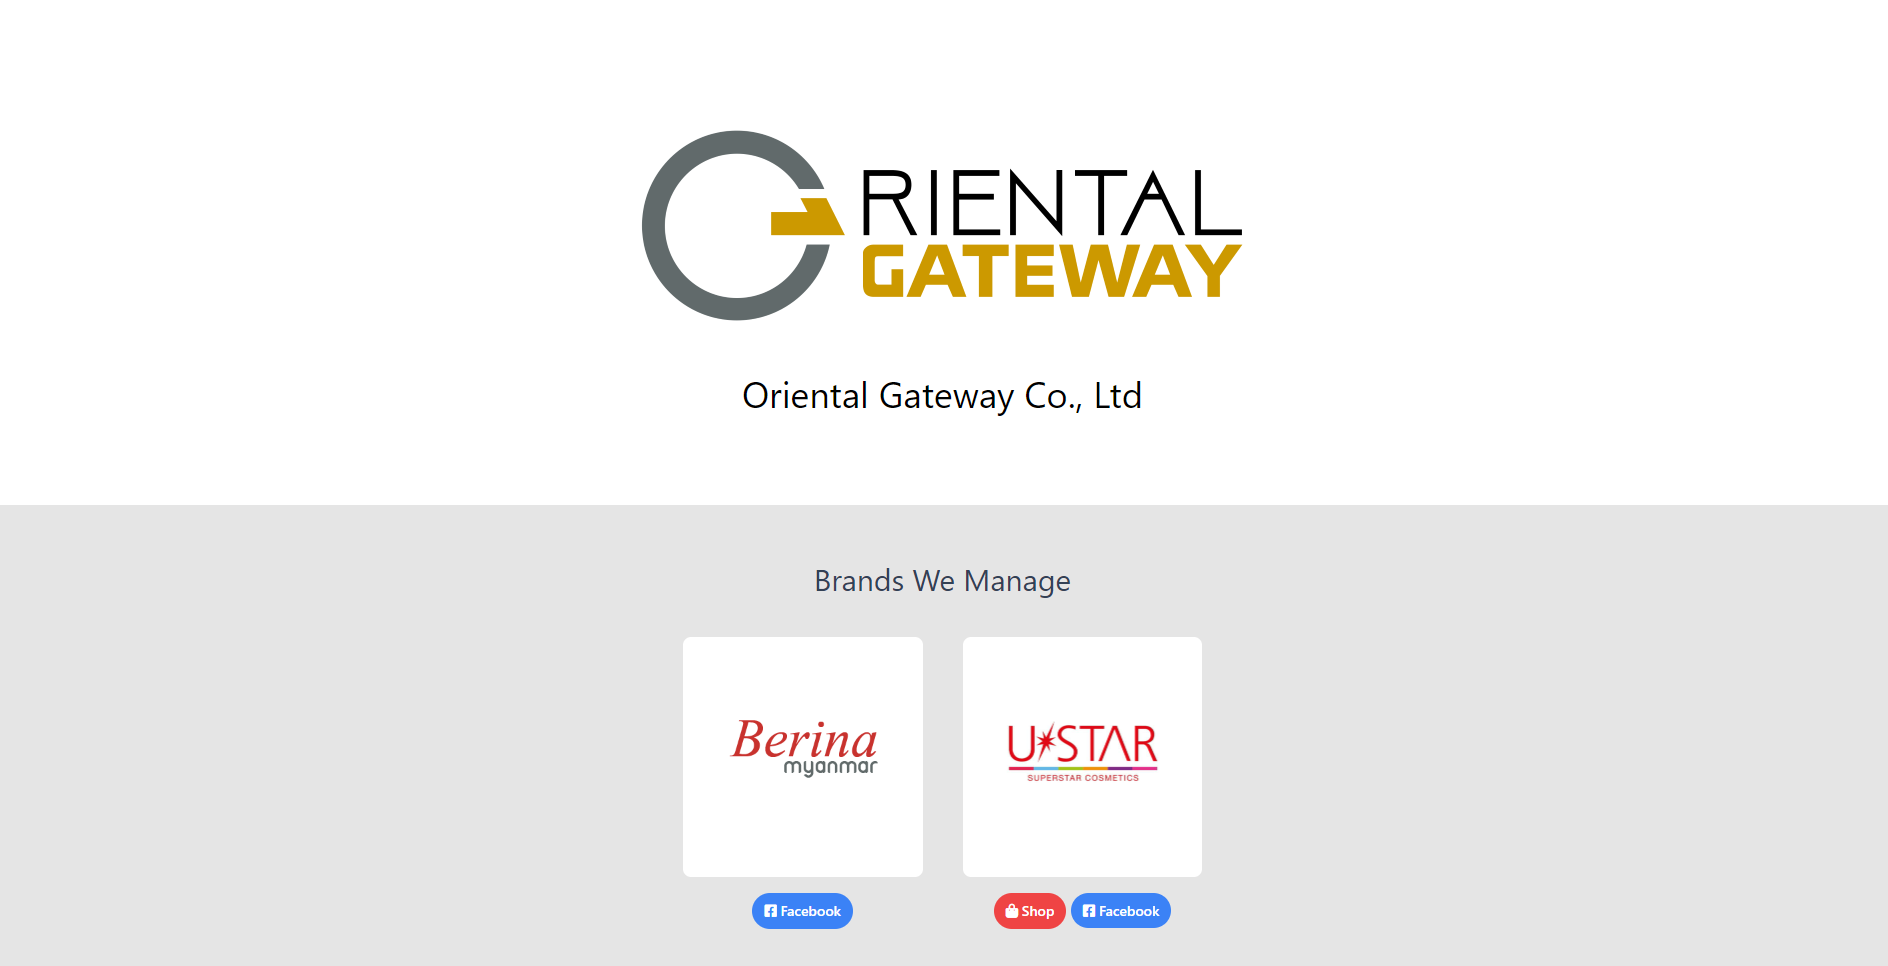 ORIENTAL
GATEWAY
Oriental Gateway Co., Ltd
Brands We Manage
Berina
myanmar
U STAR
SUPERSTAR COSMETICS
Facebook
Shop
Facebook